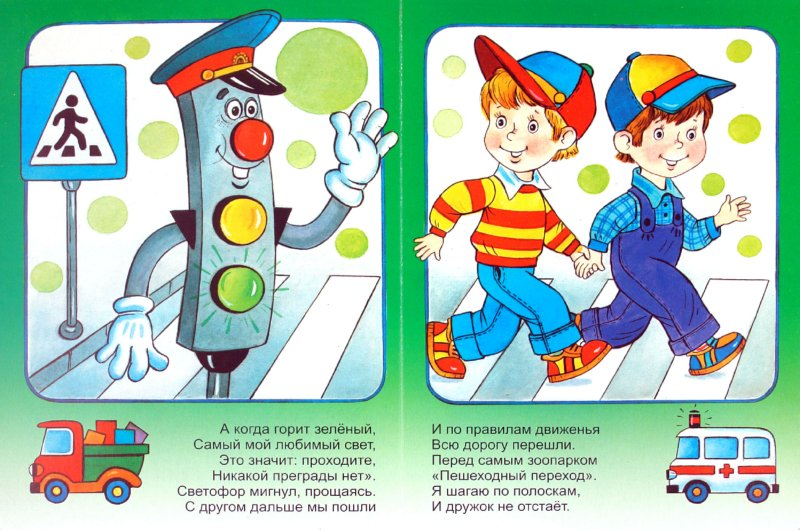 А когда горит зелёный,
Самый мой любимый свет,
Это значит: проходите,
Никакой преграды нет».
Светофор мигнул, прощаясь.
С другом дальше мы пошли
И по правилам движенья
Всю дорогу перешли.
Перед самым зоопарком
«Пешеходный переход».
Я шагаю по полоскам,
И дружок не отстаёт.